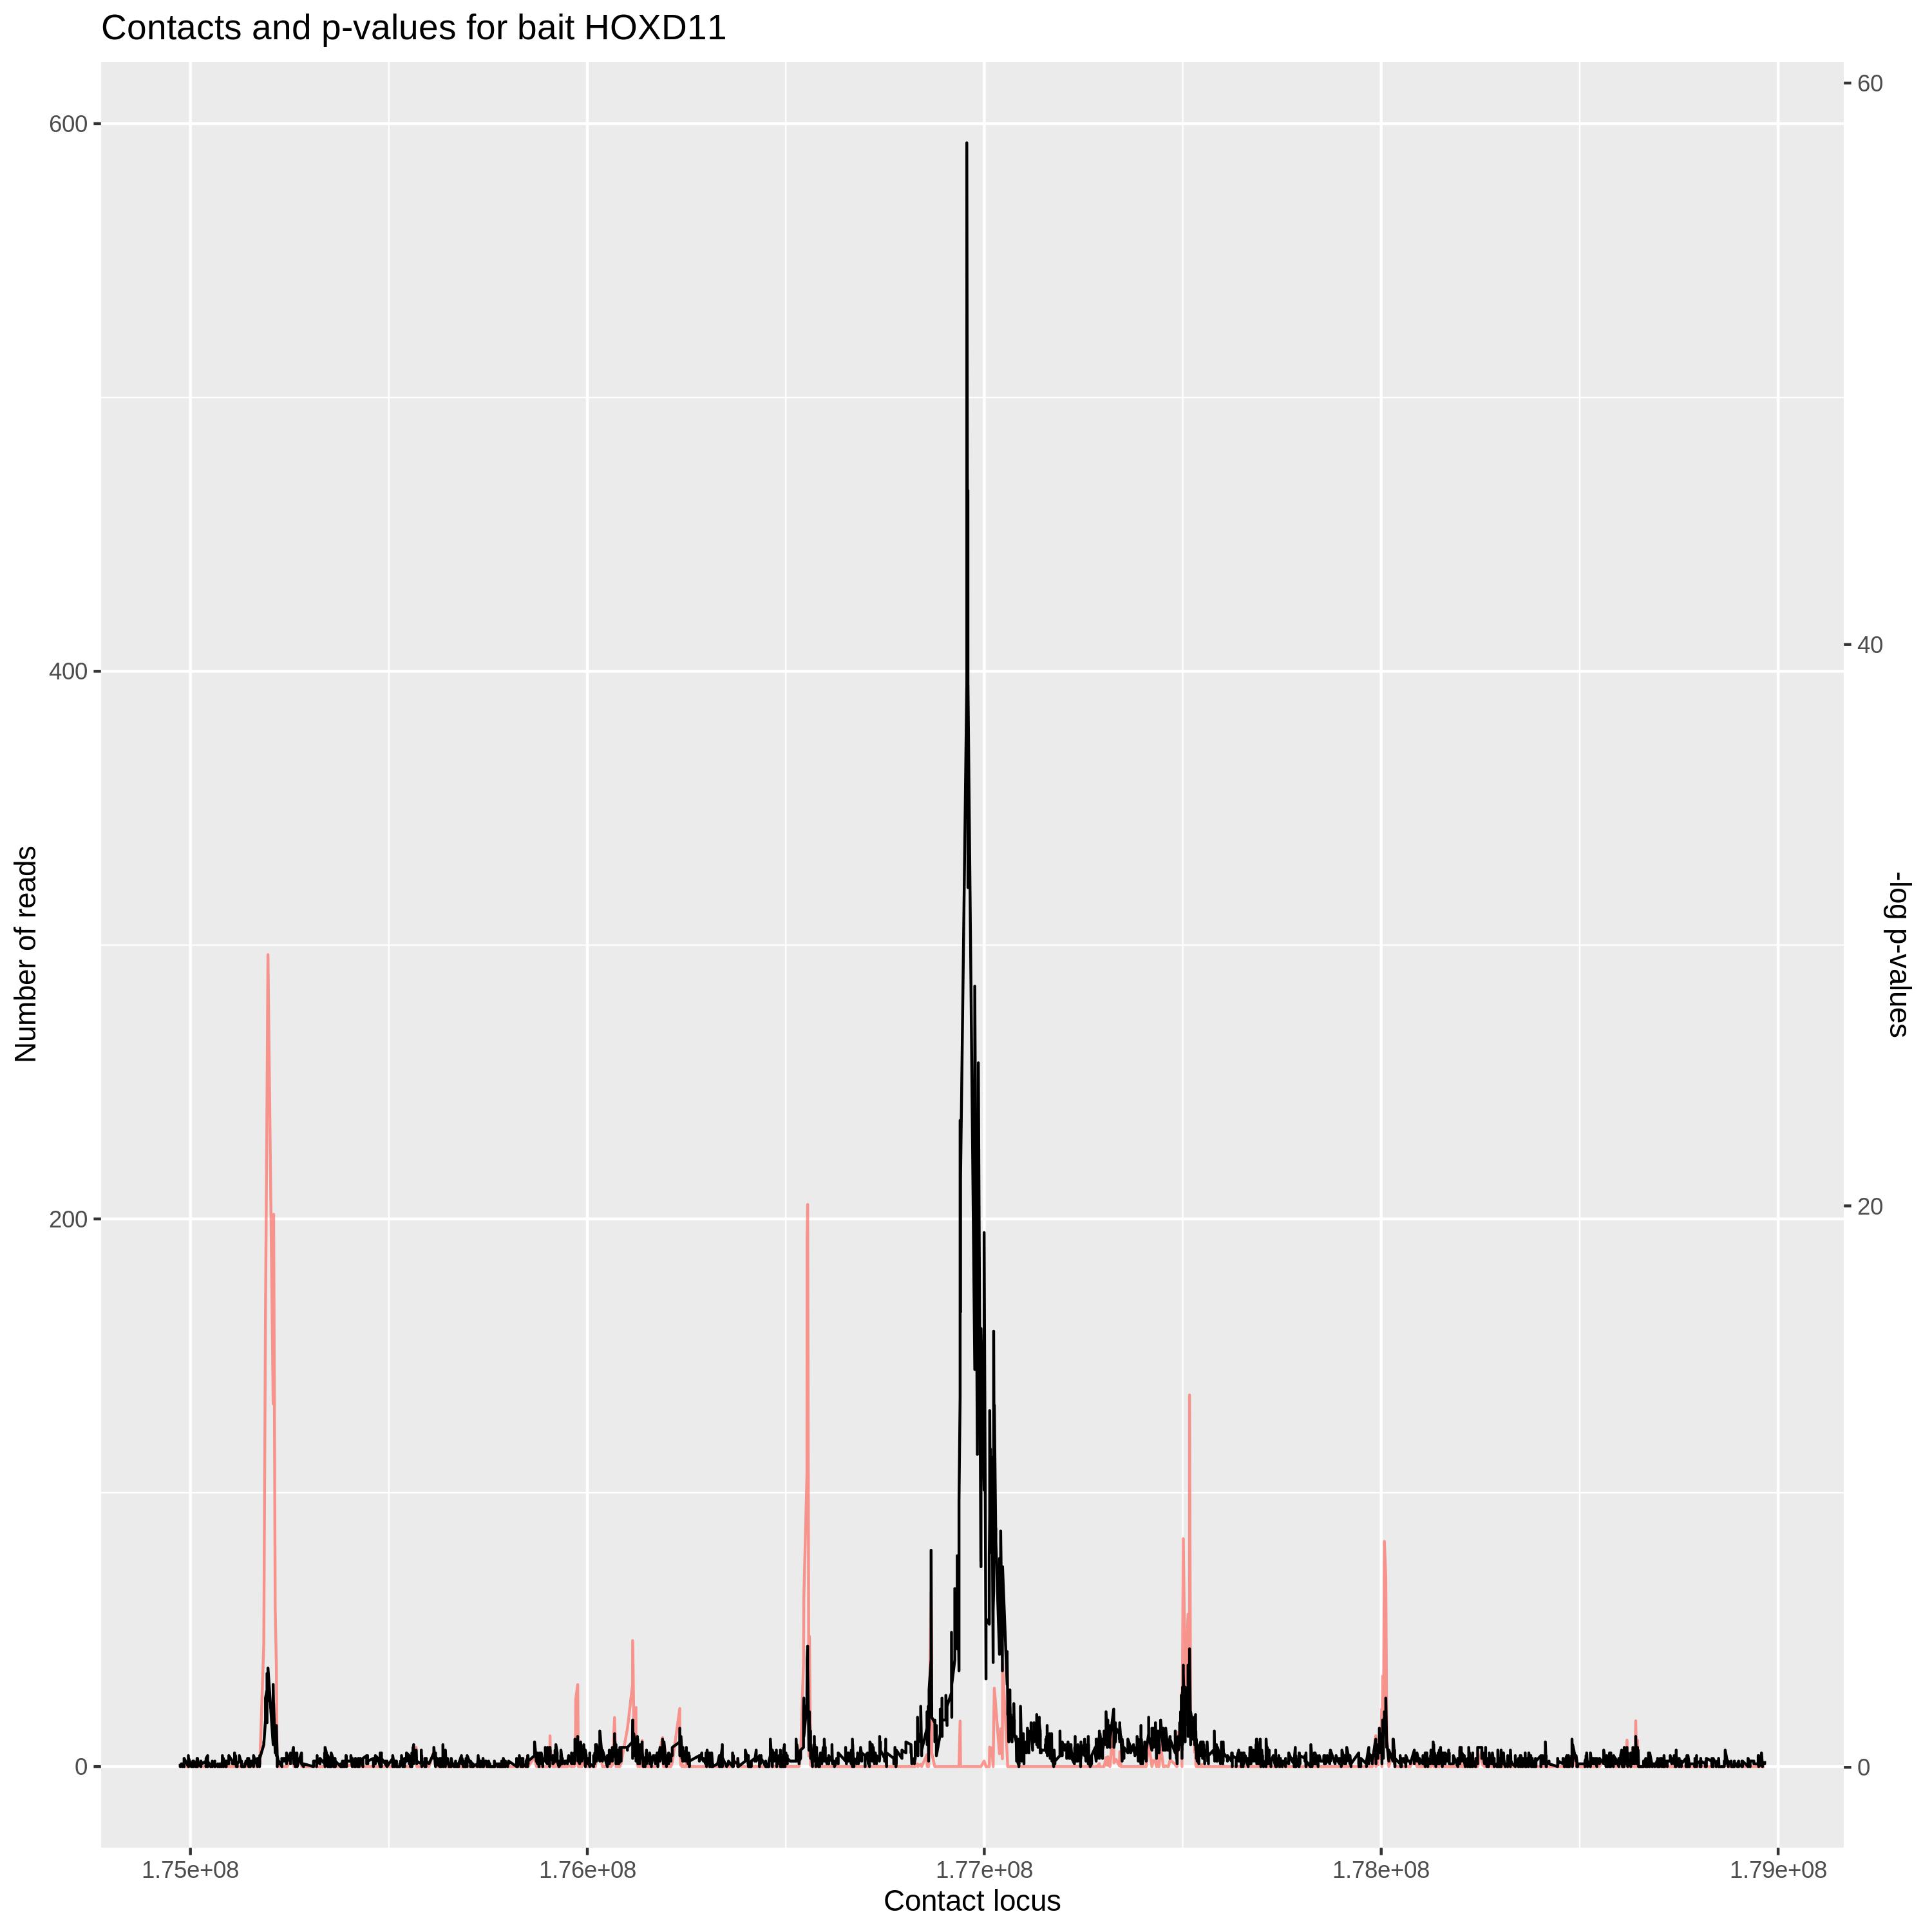 Contacts and p-values for bait HOXD11
600
400
200
0
60
40
20
0
Number of reads
-log p-values
1.75e+08
1.76e+08
1.77e+08
1.78e+08
1.79e+08
Contact locus